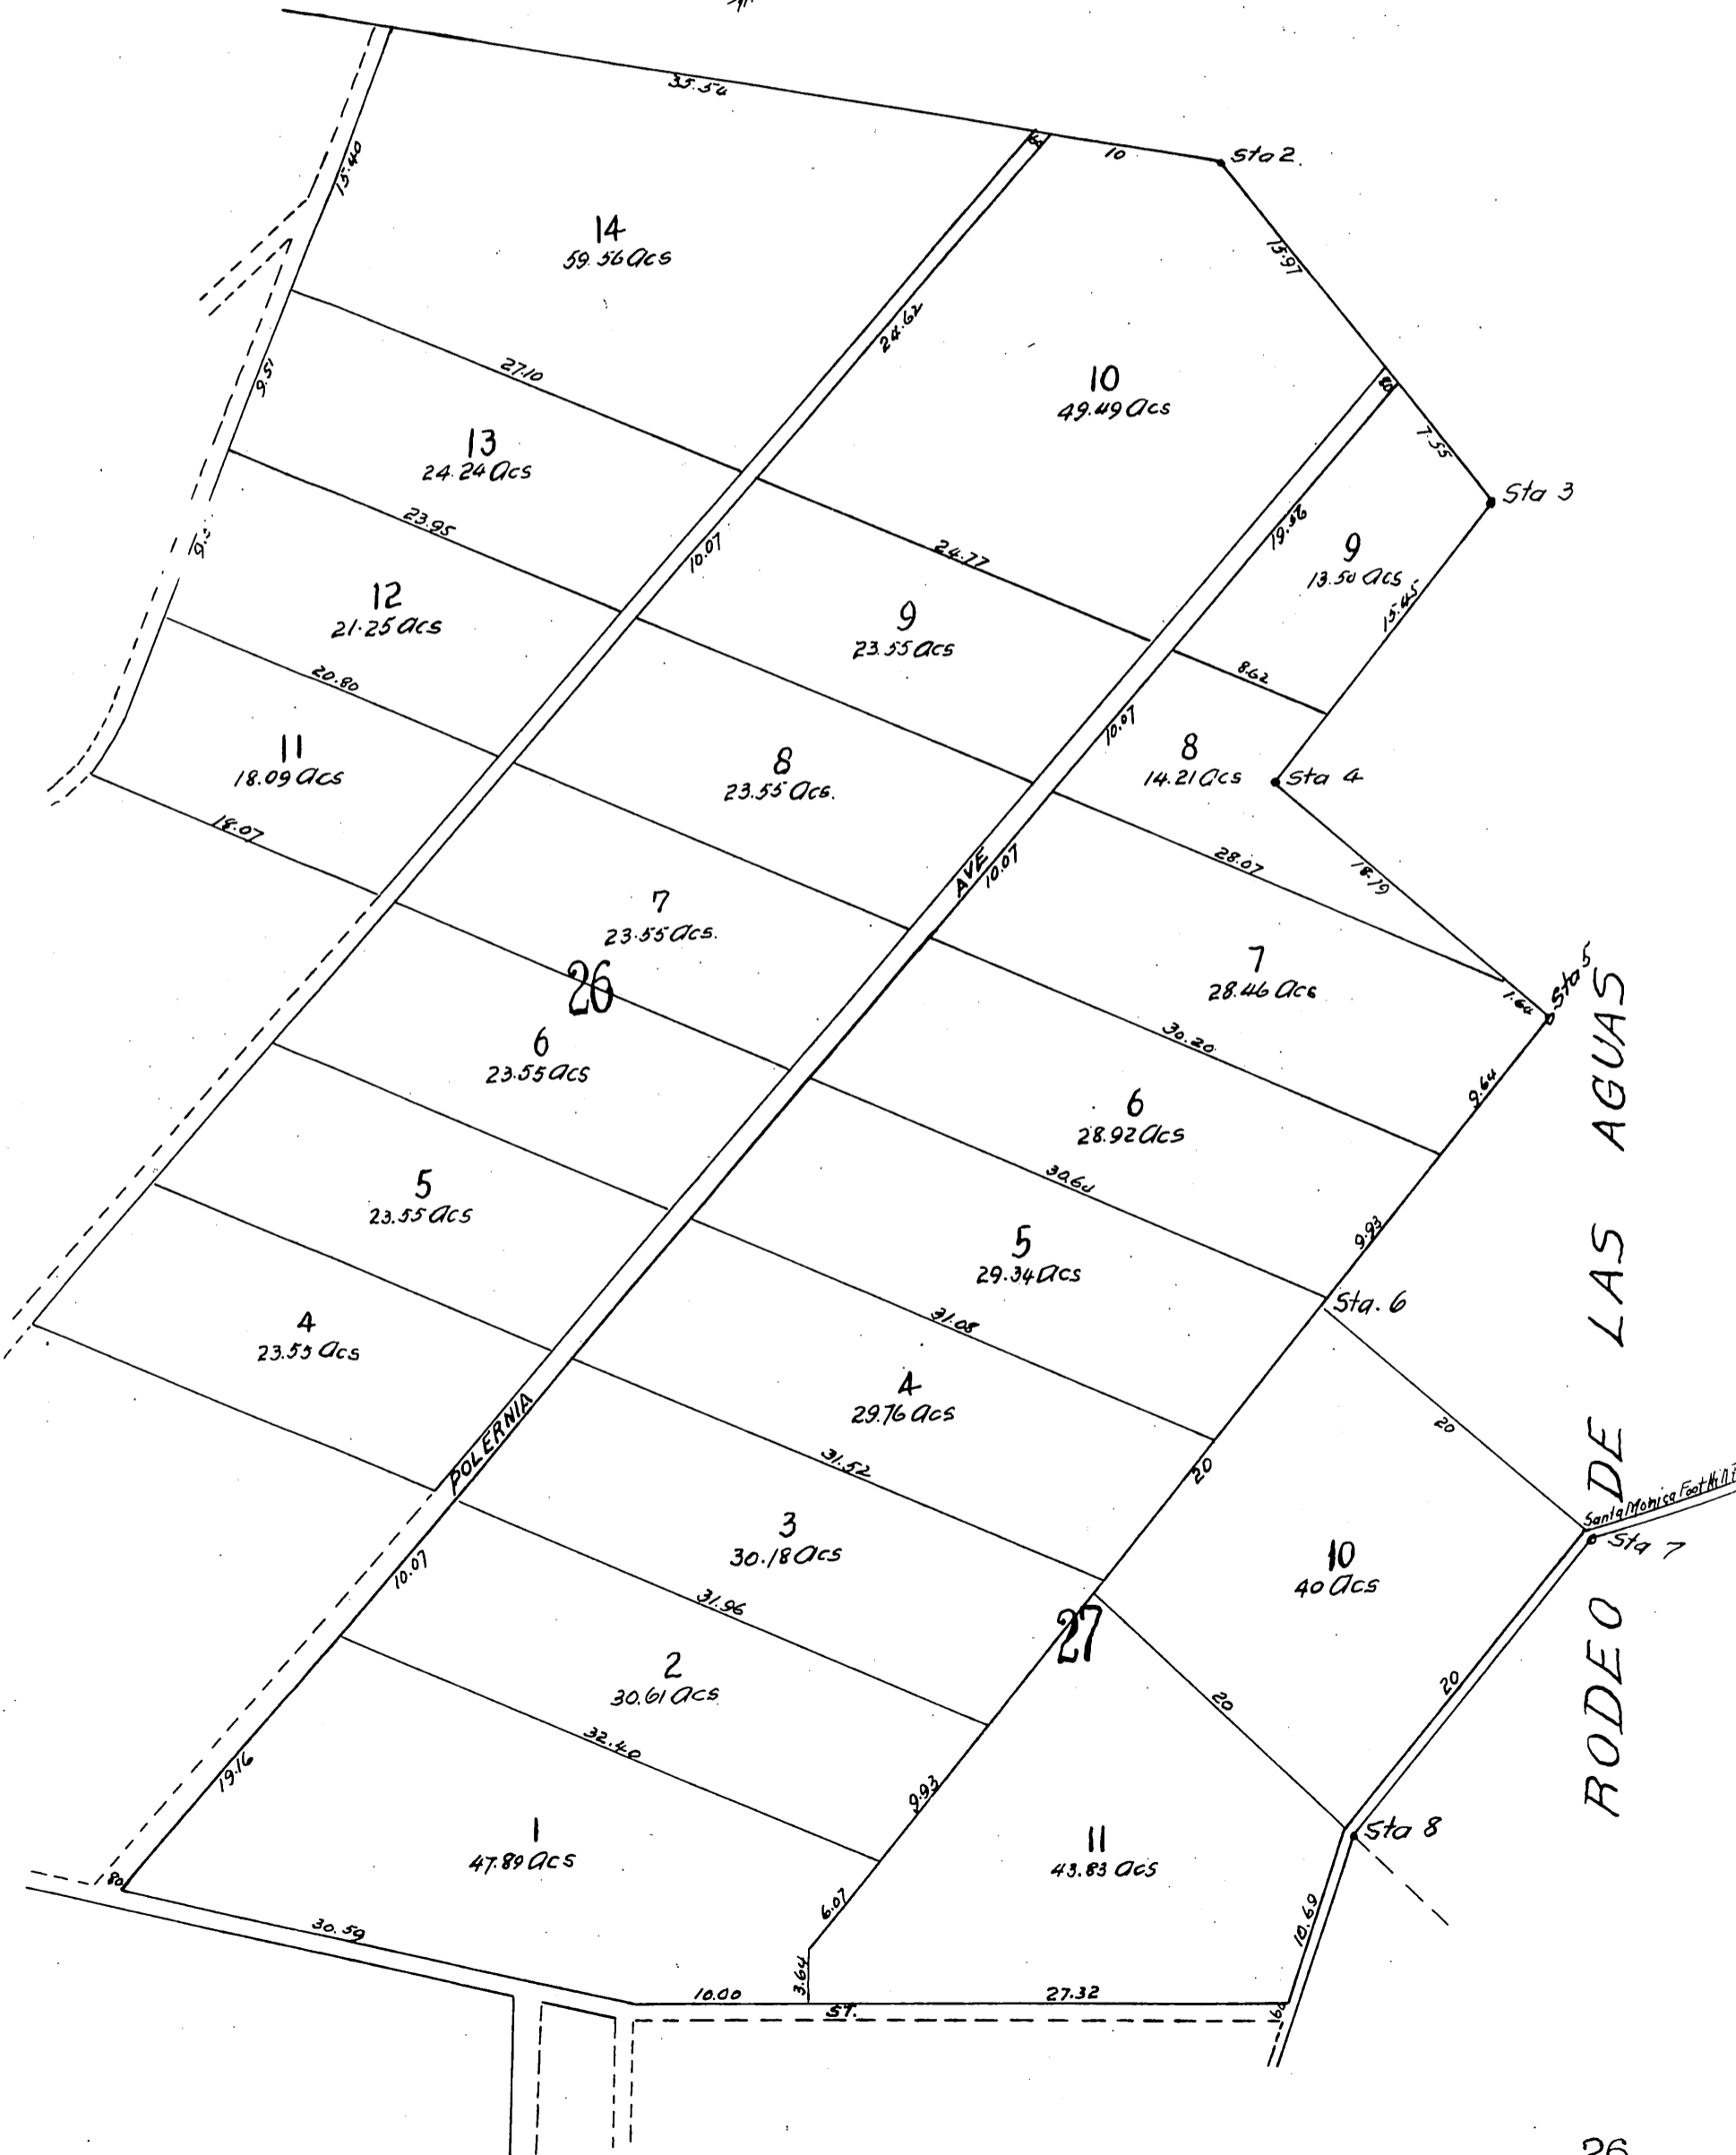 35.54
10
Sta 2.
15.40
15.97
14
59.56 Acs
24.62
10
49.49 Acs
80
7.55
Sta 3
27.10
9.51
13
24.24 Acs
19.36
9
13.50 Acs
15.45
23.95
10.07
24.77
12
21.25 Acs
9
23.55 Acs
8.62
20.80
10.07
11
18.09 Acs
8
23.55 Acs.
8
14.21 Acs
Sta 4
18.07
AVE
10.07
28.07
18.79
7
23.55 Acs.
26
7
28.46 Acs
1.64
Sta 5
30.20
9.64
6
23.55 Acs
6
28.92 Acs
30.64
9.93
5
23.55 Acs
5
29.34 Acs
Sta. 6
31.08
4
23.55 Acs
4
29.76 Acs
20
POLERNIA
31.52
20
Santa Monica Foot Hill
Sta 7
RODEO DE LAS AGUAS
3
30.18 Acs
10
40 Acs
10.07
31.96
27
2
30.61 Acs
20
20
32.40
19.16
9.93
1
47.89 Acs
11
43.83 Acs
Sta 8
80
6.07
10.69
30.59
3.64
10.00
27.32
ST.
60
26